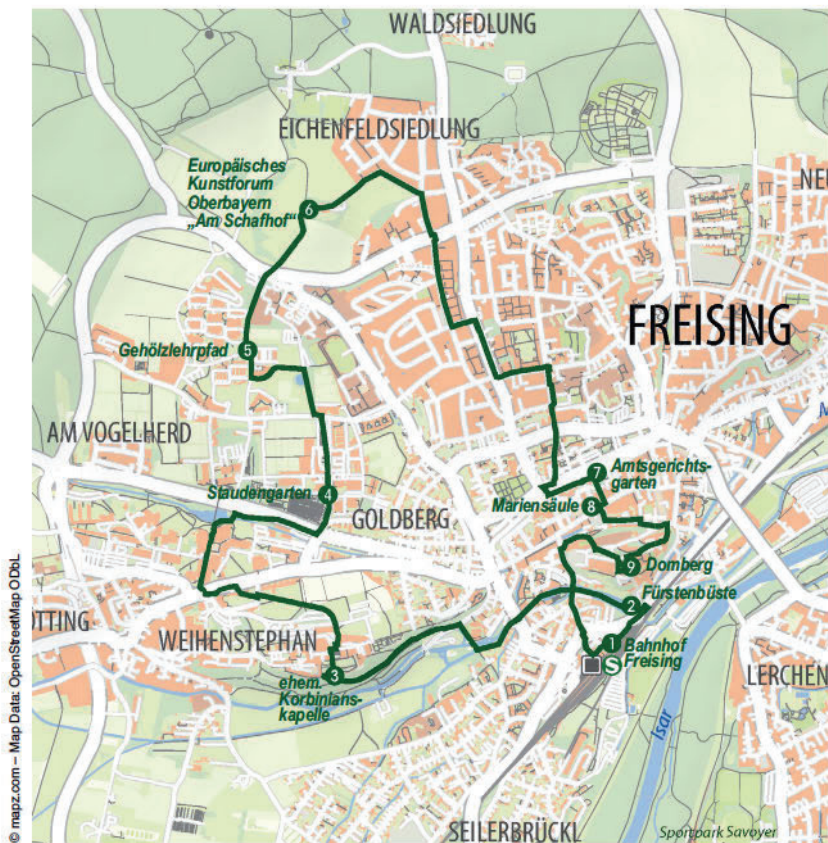 WALDSIEDLUNG
EICHENFELDSIEDLUNG
Europäisches
Kunstforum
Oberbayern
„Am Schafhof“
6
NE
FREISING
Gehölzlehrpfad
5
AM VOGELHERD
7
Amtsgerichts-
garten
Staudengarten
4
Mariensäule
8
GOLDBERG
9
Domberg
2
Fürstenbüste
ÖTTING
WEIHENSTEPHAN
1
Bahnhof
Freising
S
3
ehem.
Korbinians-
kapelle
LERCHEN
Isar
SEILERBRÜCKL
Sportpark Savoyer
© mapz.com – Map Data: OpenStreetMap ODbL